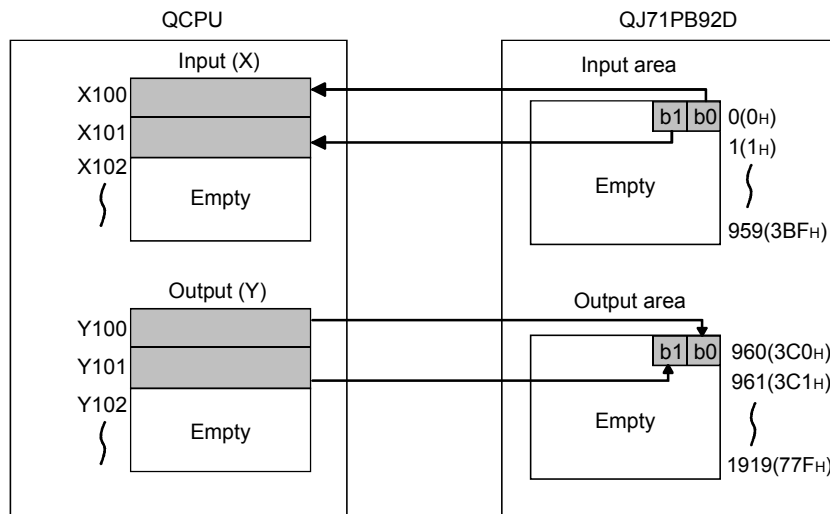 QCPU
Input (X)
X100
X101
X102
Empty
Output (Y)
Y100
Y101
Y102
Empty
QJ71PB92D
Input area
b1 b0 0(0H)
1(1H)
Empty
959(3BFH)
Output area
b1 b0 960(3C0H)
961(3C1H)
Empty
1919(77FH)